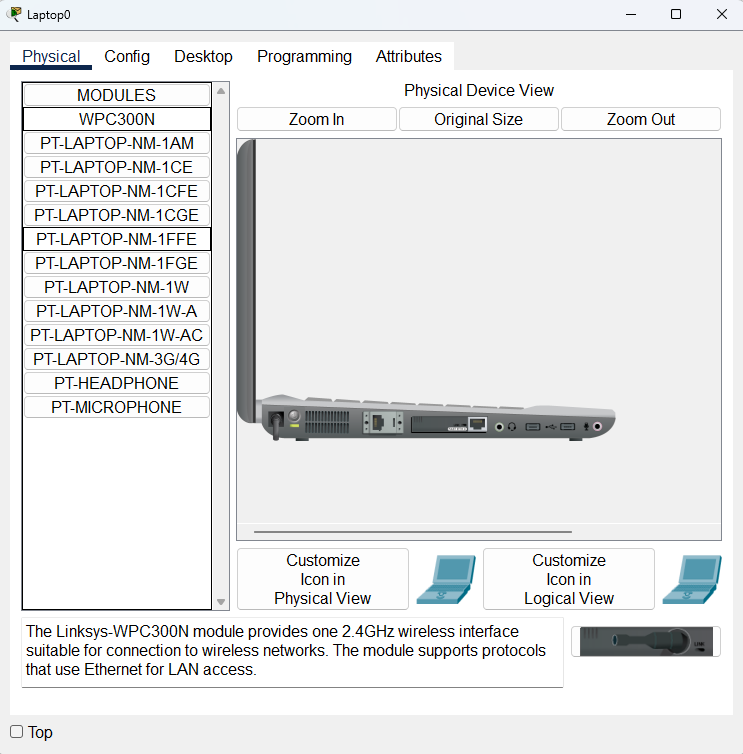 Laptop0
Physical Config Desktop Programming Attributes
MODULES
WPC300N
PT-LAPTOP-NM-1AM
PT-LAPTOP-NM-1CE
PT-LAPTOP-NM-1CFE
PT-LAPTOP-NM-1CGE
PT-LAPTOP-NM-1FFE
PT-LAPTOP-NM-1FGE
PT-LAPTOP-NM-1W
PT-LAPTOP-NM-1W-A
PT-LAPTOP-NM-1W-AC
PT-LAPTOP-NM-3G/4G
PT-HEADPHONE
PT-MICROPHONE
Physical Device View
Zoom In Original Size Zoom Out
Customize
Icon in
Physical View
Customize
Icon in
Logical View
The Linksys-WPC300N module provides one 2.4GHz wireless interface
suitable for connection to wireless networks. The module supports protocols
that use Ethernet for LAN access.
Top